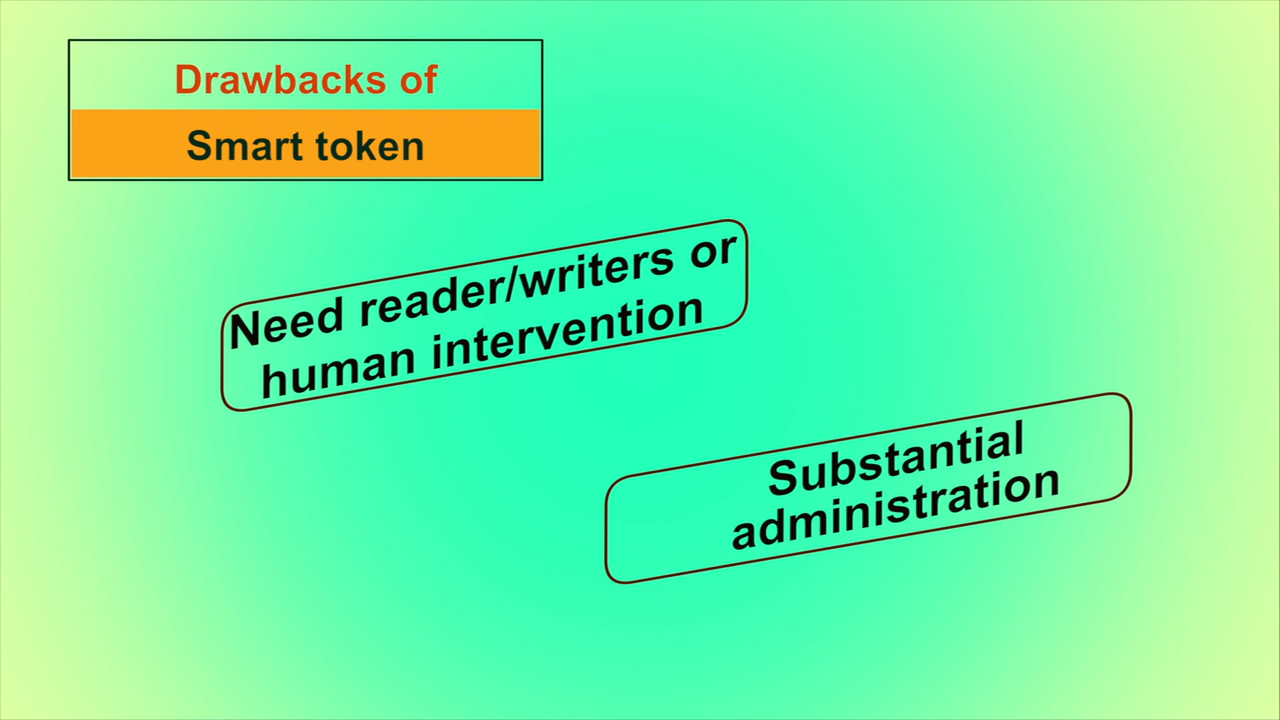 Drawbacks of
Smart token
Need reader/writers or
human intervention
Substantial
administration